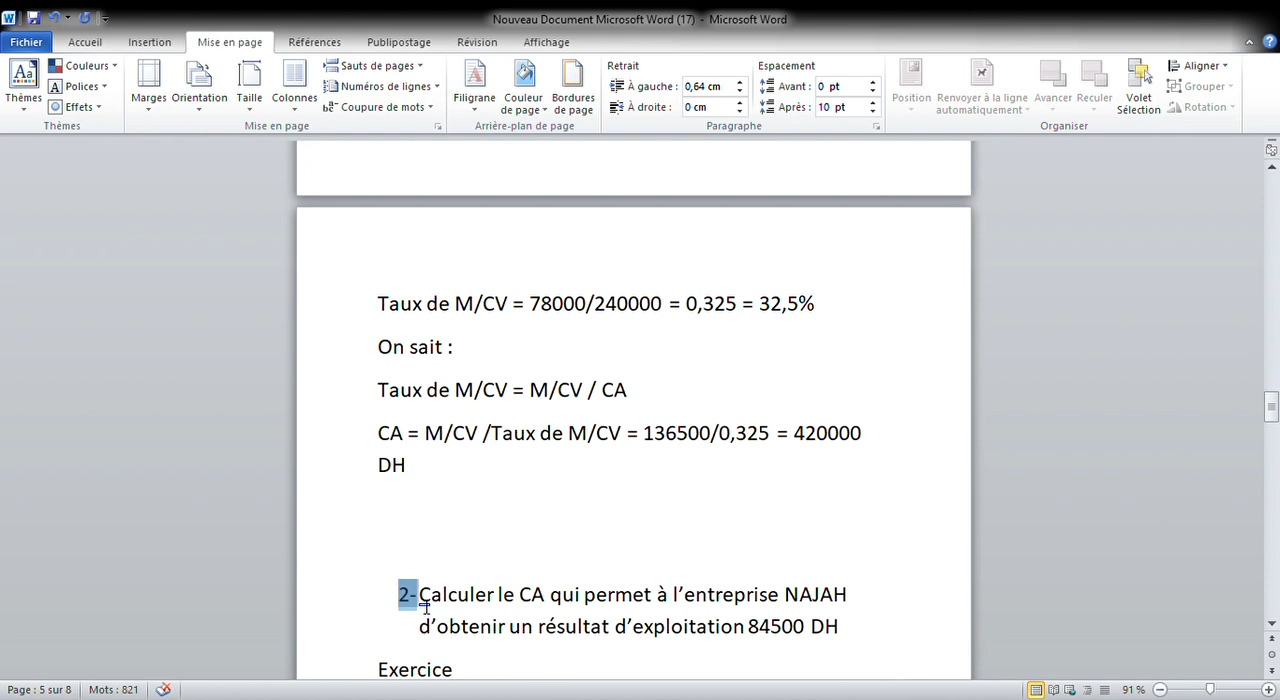 Nouveau Document Microsoft Word (17) - Microsoft Word
Fichier Accueil Insertion Mise en page Références Publipostage Révision Affichage
Thèmes Couleurs Polices Effets
Thèmes
Marges Orientation Taille Colonnes Sauts de pages Numéros de lignes Coupure de mots
Mise en page
Filigrane Couleur de page Bordures de page
Arrière-plan de page
Retrait Espacement
À gauche : 0,64 cm Avant : 0 pt
À droite : 0 cm Après : 10 pt
Paragraphe
Position Renvoyer à la ligne automatiquement Avancer Reculer Volet Sélection Aligner Grouper Rotation
Organiser
Taux de M/CV = 78000/240000 = 0,325 = 32,5%
On sait :
Taux de M/CV = M/CV / CA
CA = M/CV /Taux de M/CV = 136500/0,325 = 420000
DH
2- Calculer le CA qui permet à l’entreprise NAJAH
d’obtenir un résultat d’exploitation 84500 DH
Exercice
Page : 5 sur 8 Mots : 821 91 %